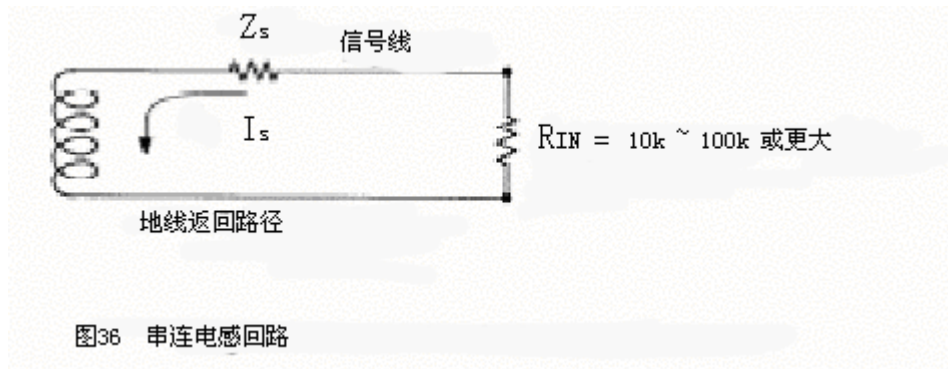 Zs
信号线
Is
RIN = 10k ~ 100k 或更大
地线返回路径
图36 串连电感回路